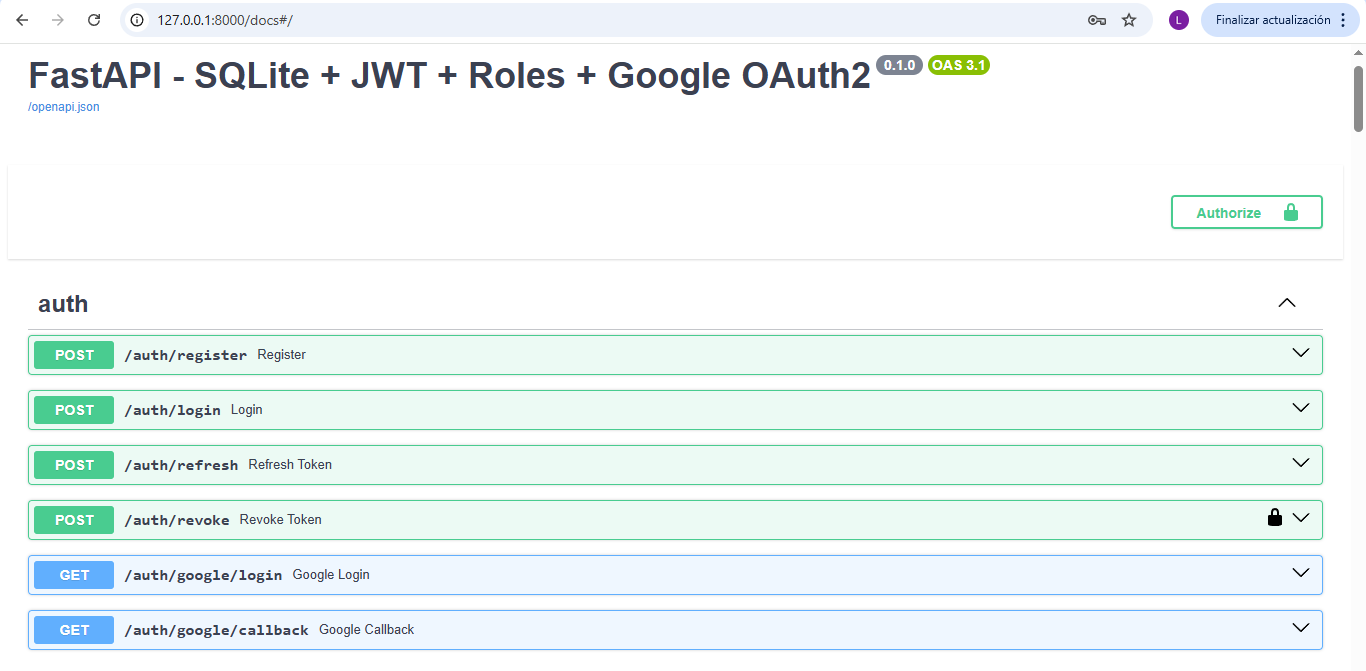 127.0.0.1:8000/docs#/
L
Finalizar actualización
FastAPI - SQLite + JWT + Roles + Google OAuth2 0.1.0 OAS 3.1
/openapi.json
Authorize
auth
POST /auth/register Register
POST /auth/login Login
POST /auth/refresh Refresh Token
POST /auth/revoke Revoke Token
GET /auth/google/login Google Login
GET /auth/google/callback Google Callback